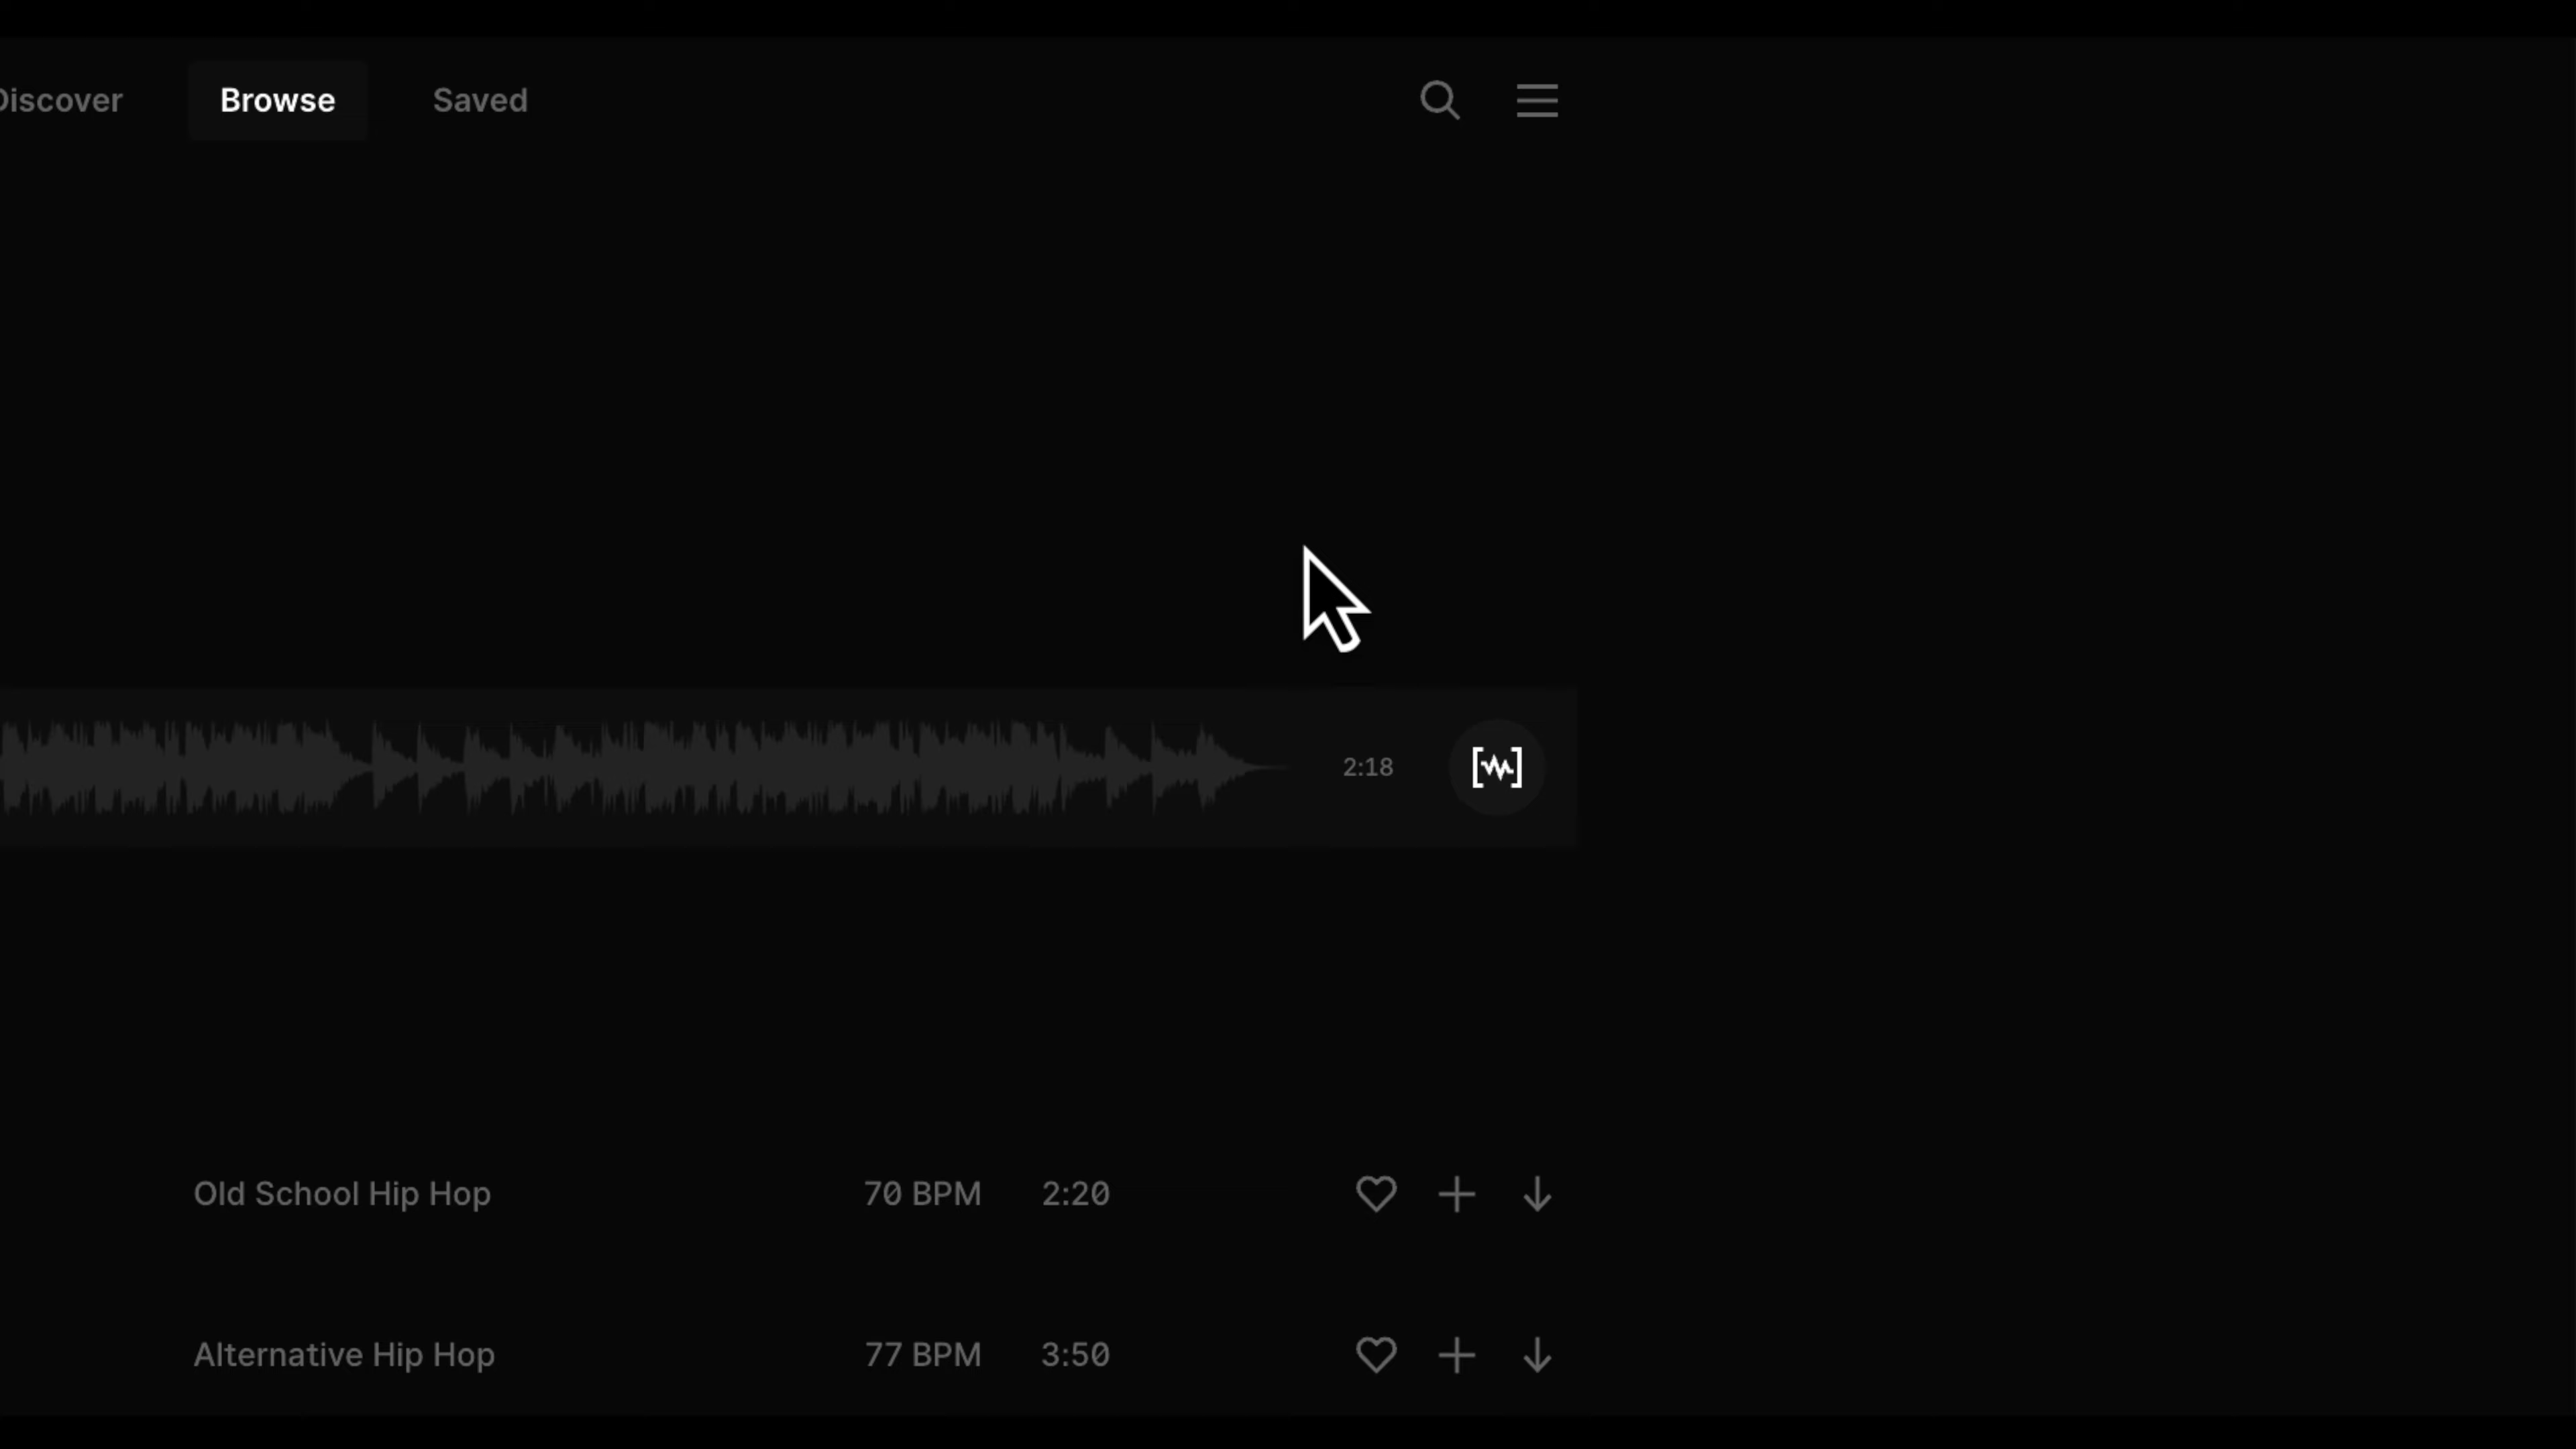 Discover Browse Saved
2:18
Old School Hip Hop 70 BPM 2:20
Alternative Hip Hop 77 BPM 3:50